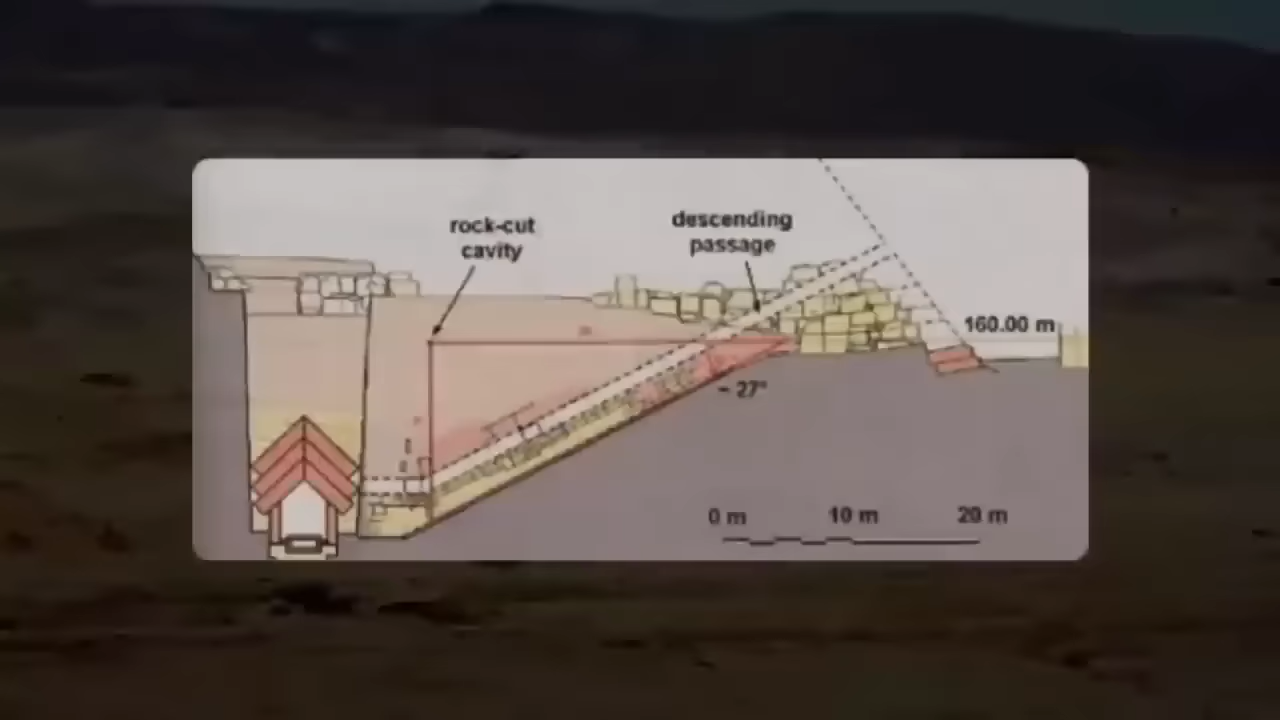 rock-cut
cavity
descending
passage
160.00 m
~ 27°
0 m 10 m 20 m